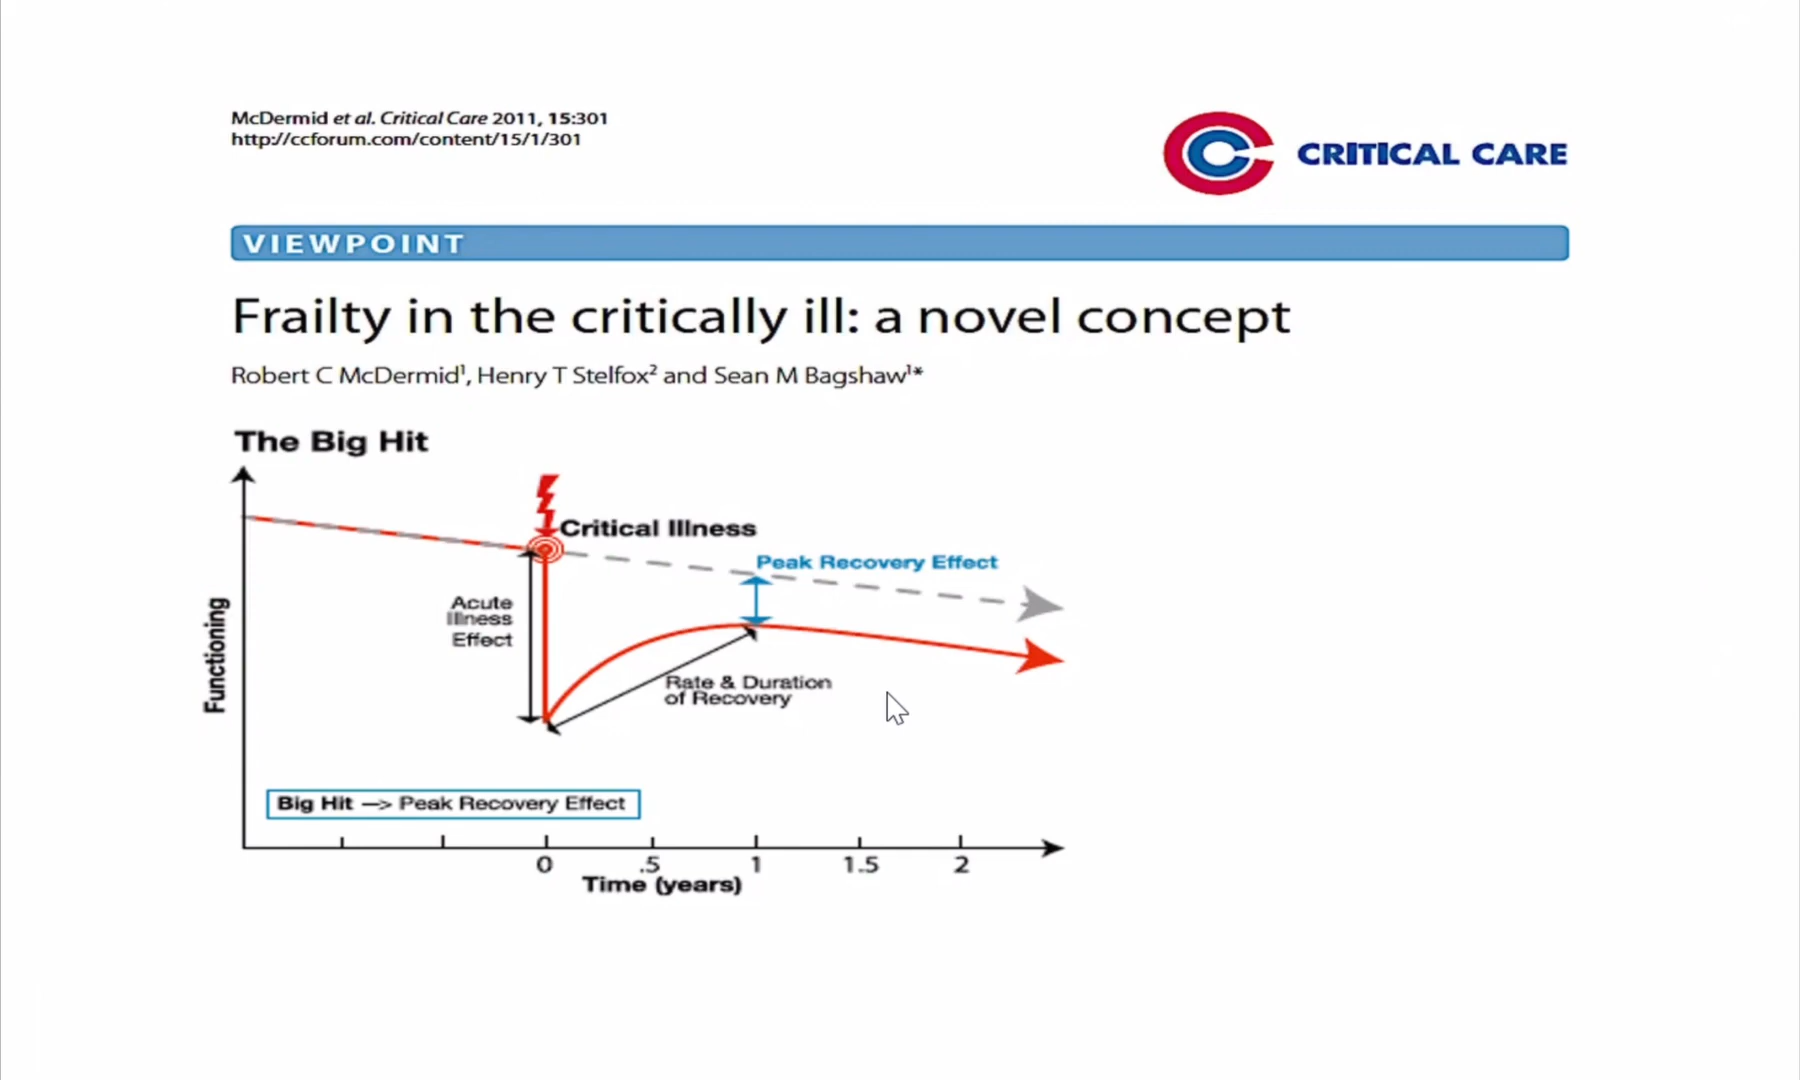 McDermid et al. Critical Care 2011, 15:301
http://ccforum.com/content/15/1/301
CRITICAL CARE
VIEWPOINT
Frailty in the critically ill: a novel concept
Robert C McDermid¹, Henry T Stelfox² and Sean M Bagshaw¹*
The Big Hit
Critical Illness
Peak Recovery Effect
Acute
Illness
Effect
Functioning
Rate & Duration
of Recovery
Big Hit —> Peak Recovery Effect
0 .5 1 1.5 2
Time (years)